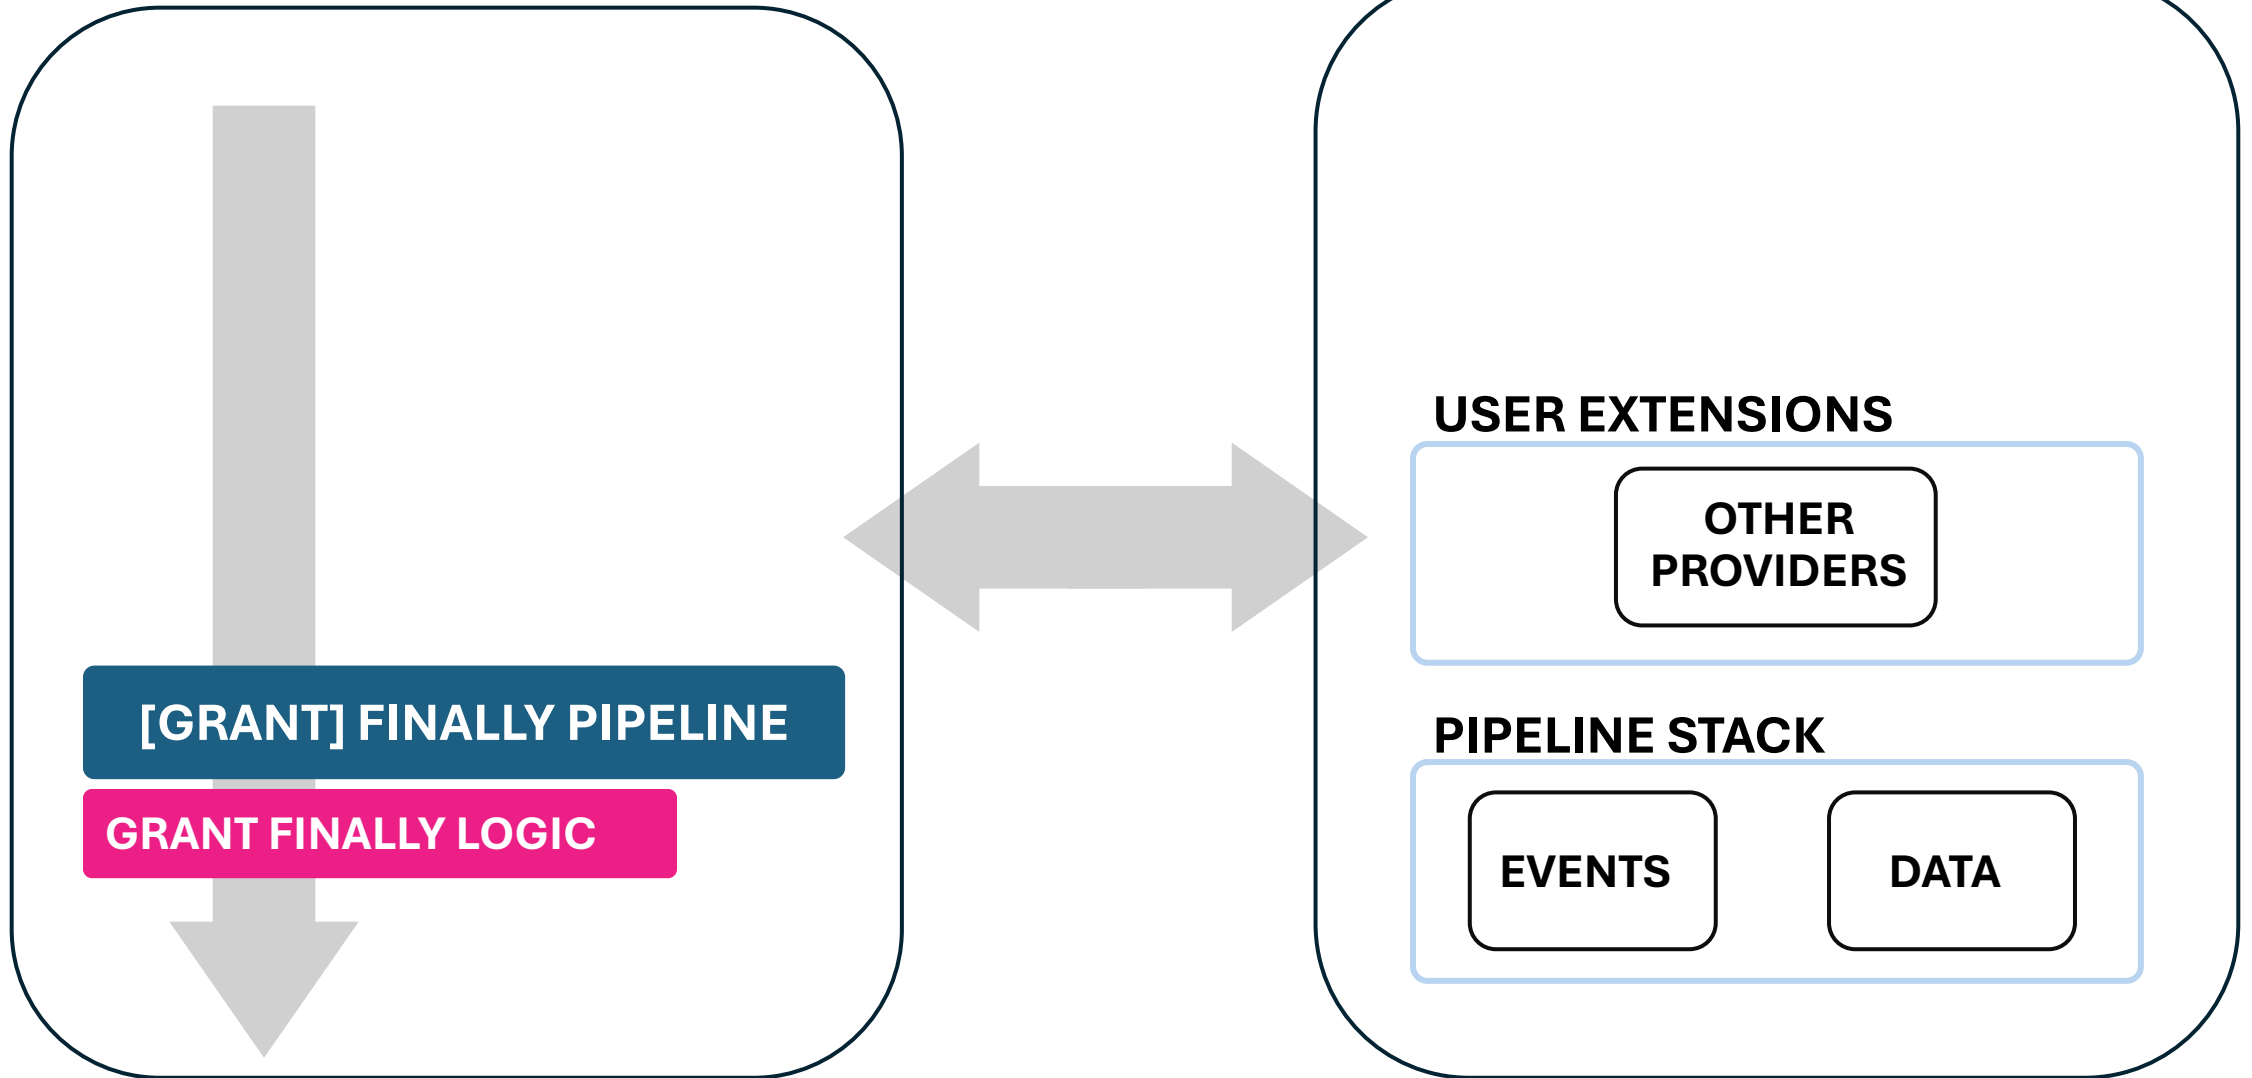 [GRANT] FINALLY PIPELINE
GRANT FINALLY LOGIC
USER EXTENSIONS
OTHER
PROVIDERS
PIPELINE STACK
EVENTS
DATA